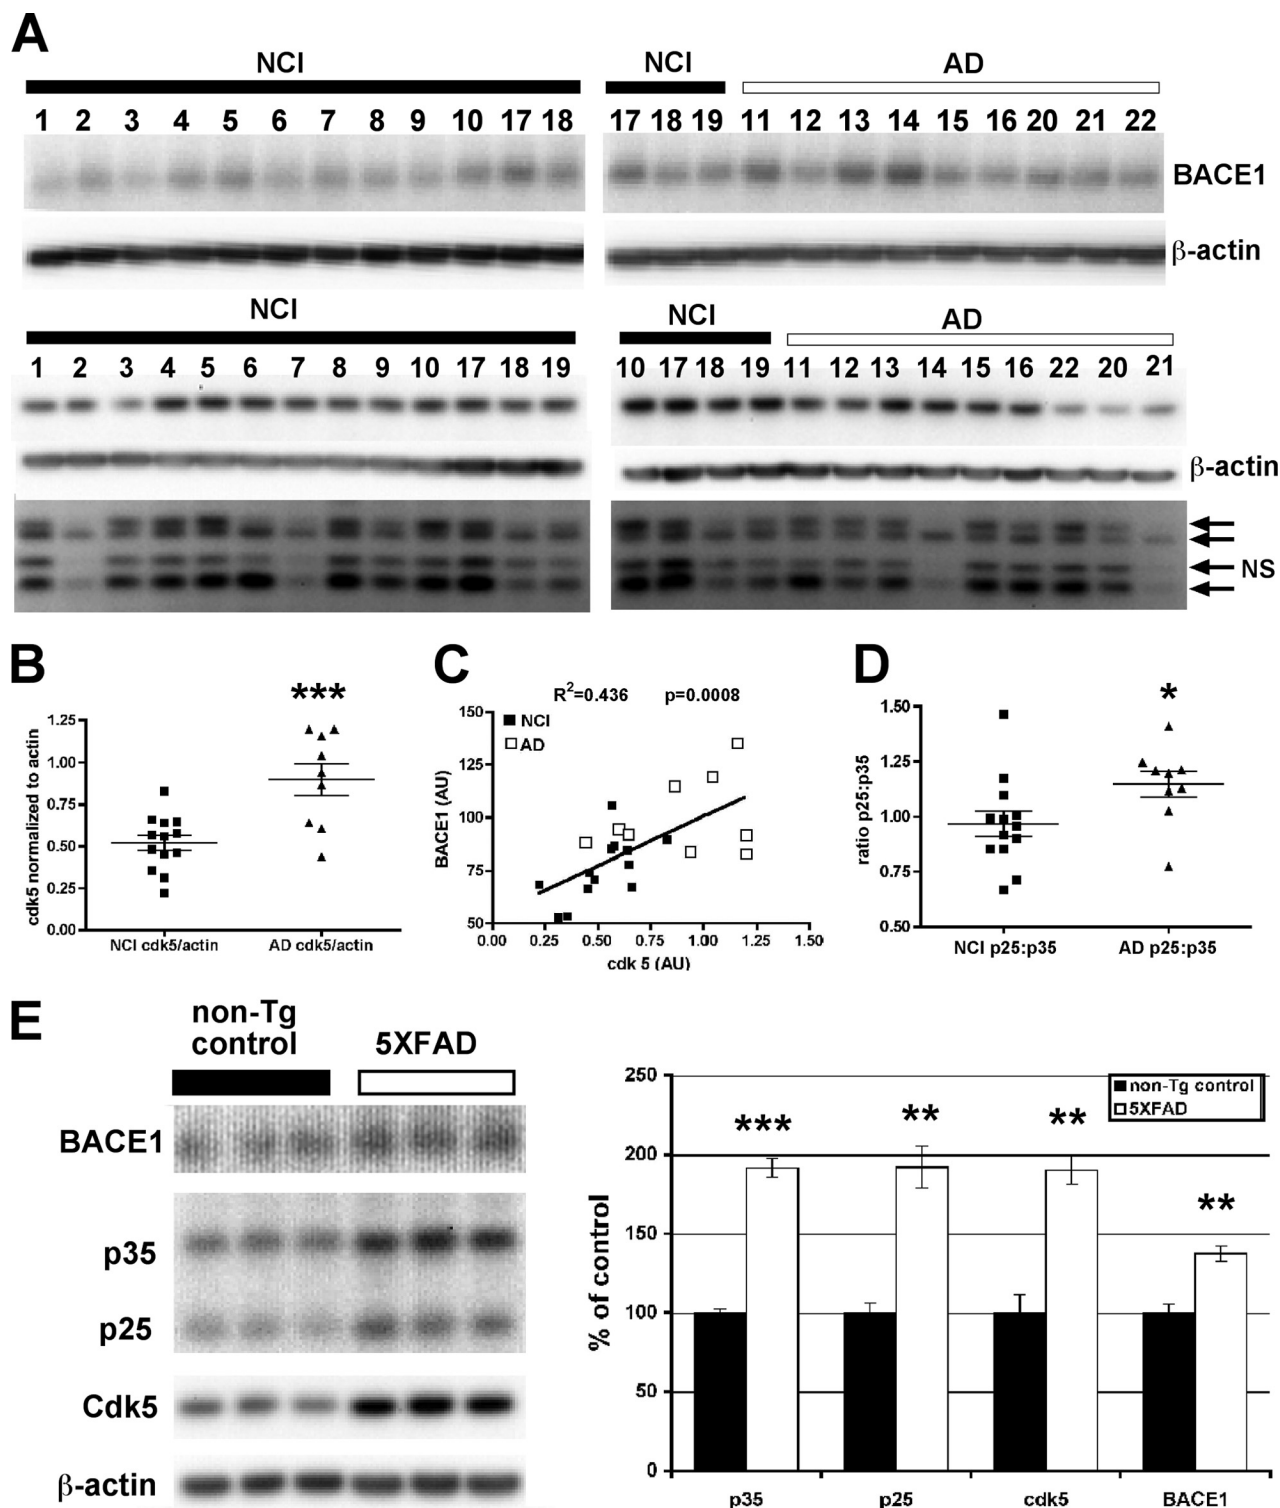 A
NCI
NCI AD
1 2 3 4 5 6 7 8 9 10 17 18
17 18 19 11 12 13 14 15 16 20 21 22
BACE1
β-actin
NCI
NCI AD
1 2 3 4 5 6 7 8 9 10 17 18 19
10 17 18 19 11 12 13 14 15 16 22 20 21
β-actin
NS
B
***
cdk5 normalized to actin
1.25
1.00
0.75
0.50
0.25
0.00
NCI cdk5/actin AD cdk5/actin
C
R²=0.436 p=0.0008
NCI
AD
BACE1 (AU)
150
125
100
75
50
0.00 0.25 0.50 0.75 1.00 1.25 1.50
cdk 5 (AU)
D
*
ratio p25:p35
1.50
1.25
1.00
0.75
0.50
NCI p25:p35 AD p25:p35
E
non-Tg
control
5XFAD
BACE1
p35
p25
Cdk5
β-actin
% of control
250
200
150
100
50
0
non-Tg control
5XFAD
*** ** ** **
p35 p25 cdk5 BACE1